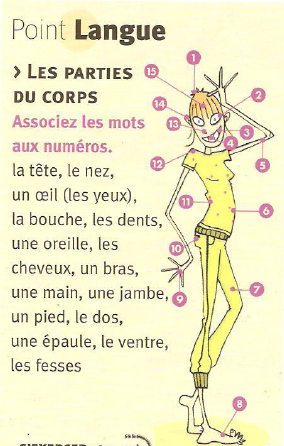 Point Langue
> LES PARTIES
DU CORPS
Associez les mots
aux numéros.
la tête, le nez,
un œil (les yeux),
la bouche, les dents,
une oreille, les
cheveux, un bras,
une main, une jambe,
un pied, le dos,
une épaule, le ventre,
les fesses
1
2
3
4
5
6
7
8
9
10
11
12
13
14
15